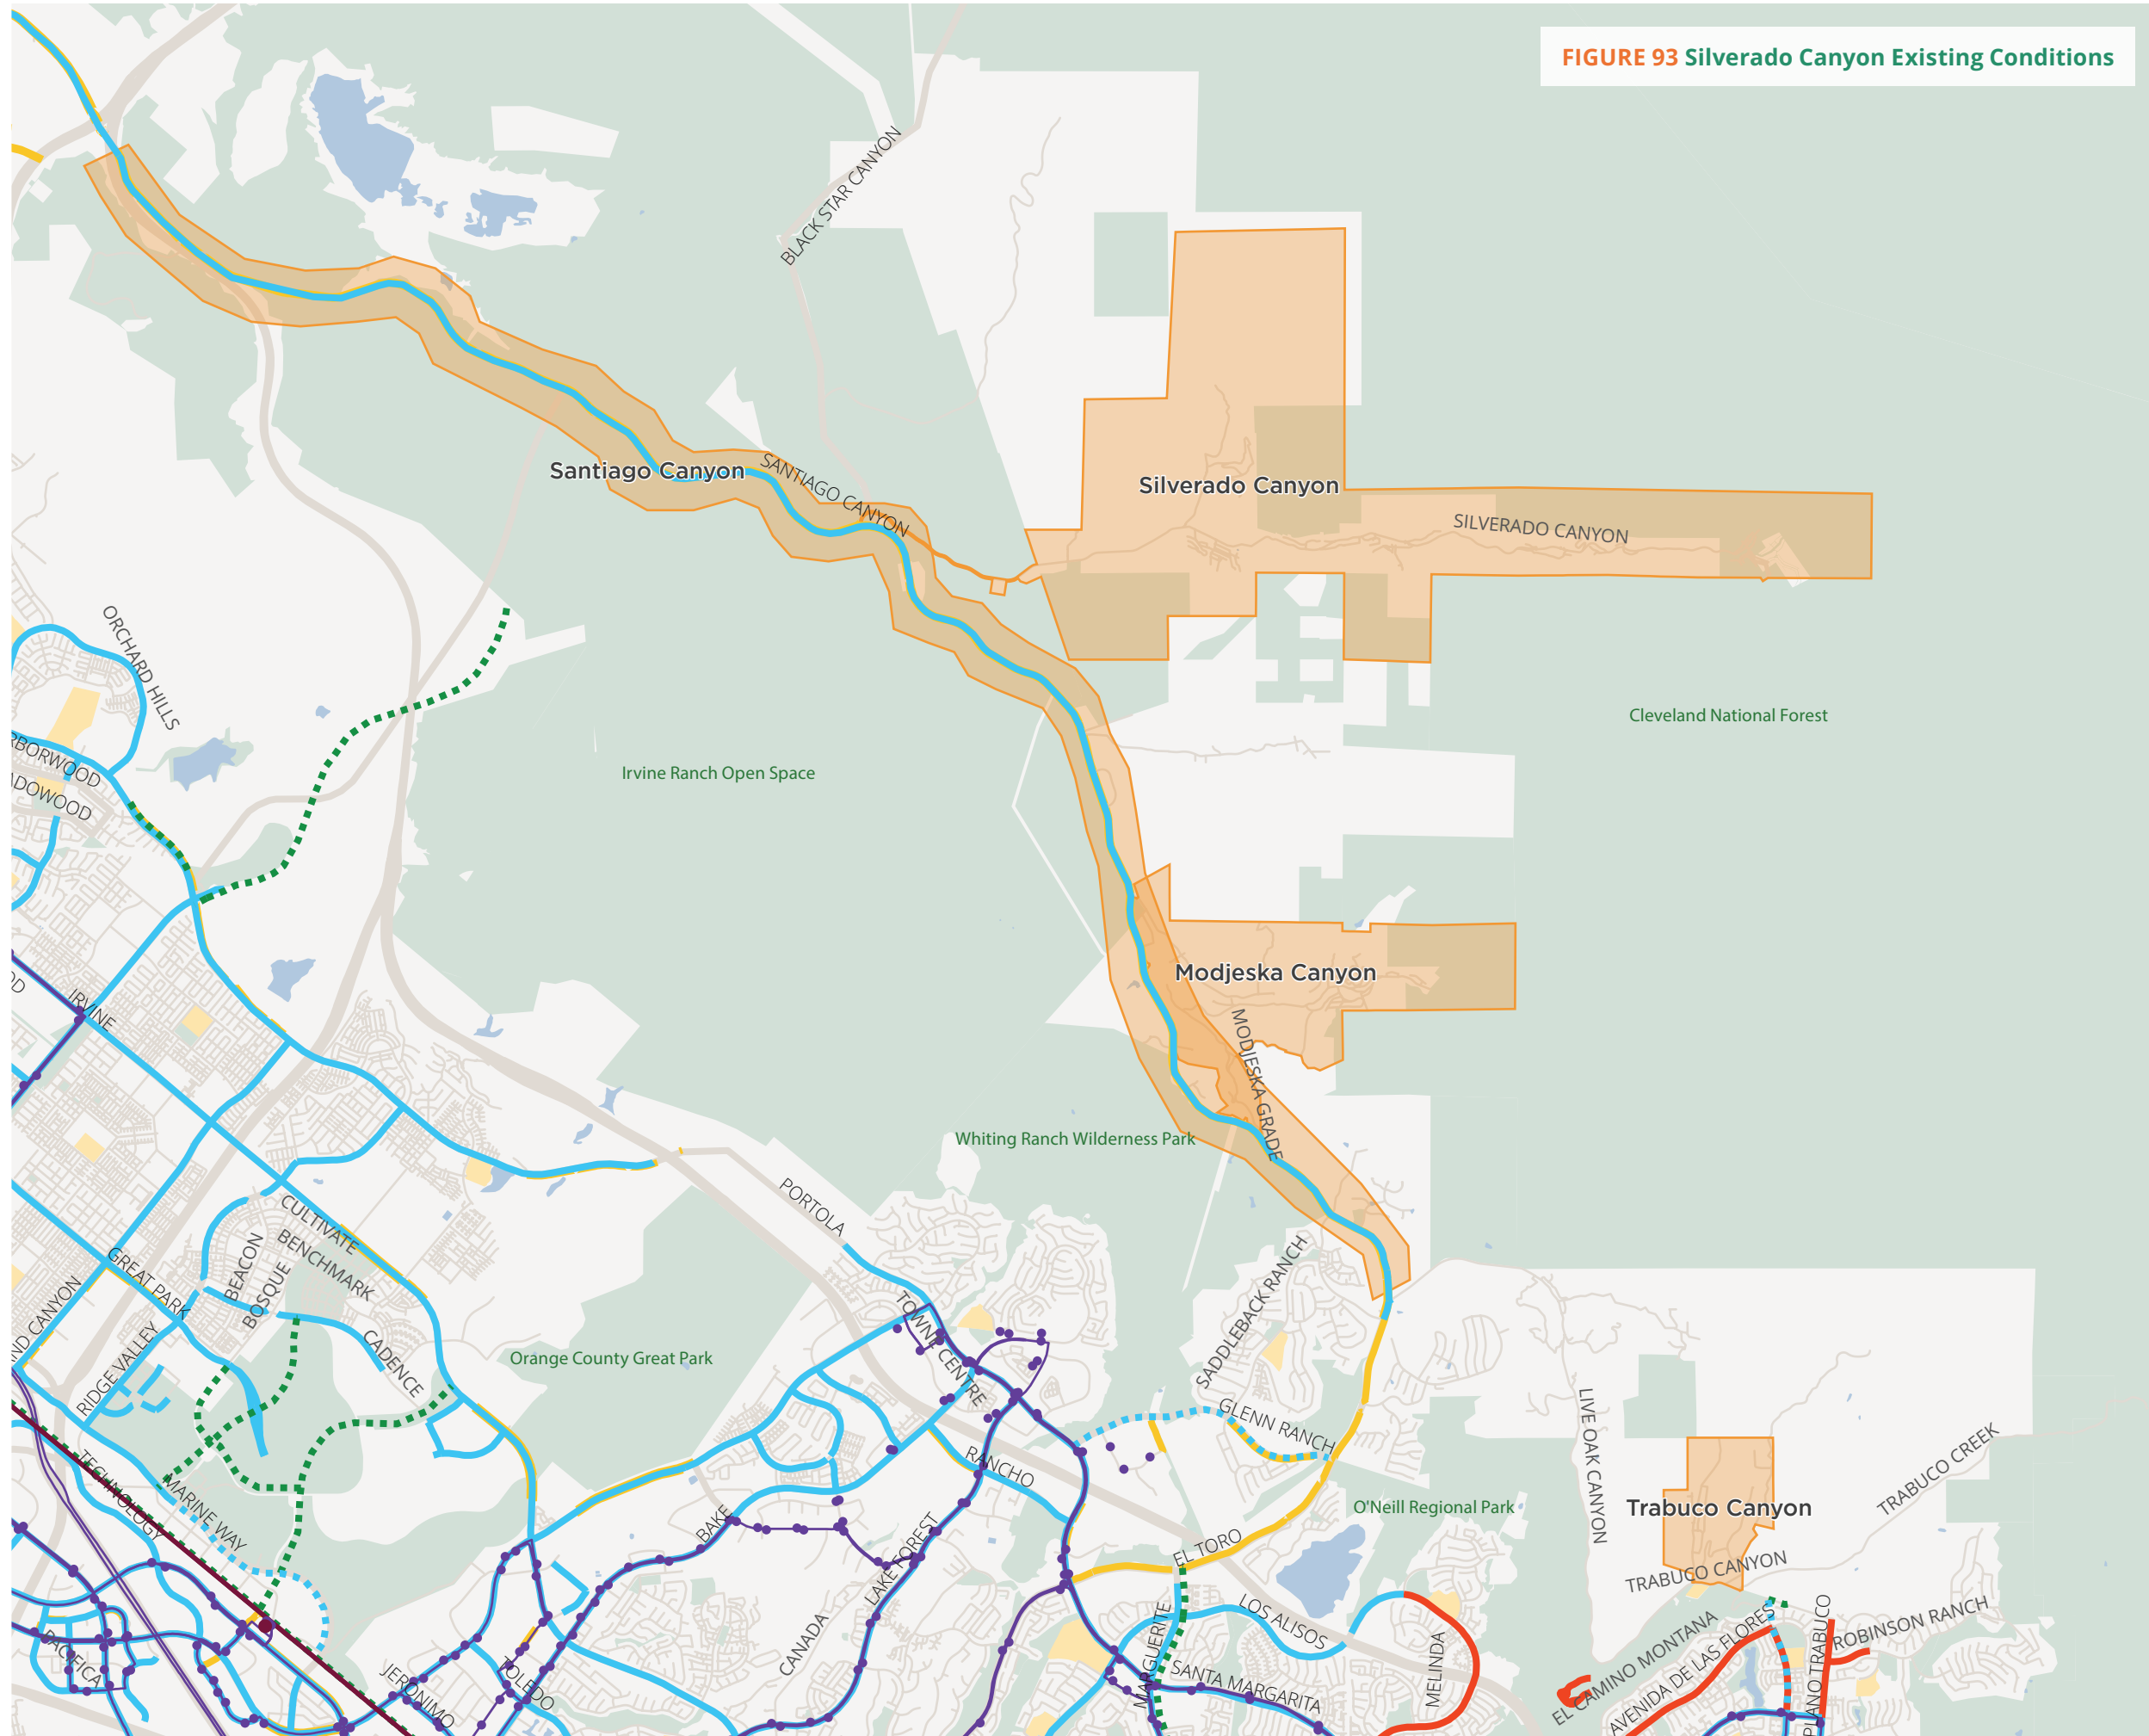 FIGURE 93 Silverado Canyon Existing Conditions
BLACK STAR CANYON
Santiago Canyon
SANTIAGO CANYON
Silverado Canyon
SILVERADO CANYON
ORCHARD HILLS
Cleveland National Forest
RBORWOOD
ADOWOOD
Irvine Ranch Open Space
OD
IRVINE
Modjeska Canyon
MODJESKA GRADE
Whiting Ranch Wilderness Park
PORTOLA
CULTIVATE
BENCHMARK
BEACON
BOSQUE
GREAT PARK
AND CANYON
RIDGE VALLEY
CADENCE
Orange County Great Park
TOWNE CENTRE
SADDLEBACK RANCH
GLENN RANCH
RANCHO
LIVE OAK CANYON
TRABUCO CREEK
Trabuco Canyon
O'Neill Regional Park
TECHNOLOGY
MARINE WAY
BAKE
LAKE FOREST
EL TORO
TRABUCO CANYON
LOS ALISOS
CANADA
MARGUERITE
SANTA MARGARITA
MELINDA
EL CAMINO MONTANA
AVENIDA DE LAS FLORES
PLANO TRABUCO
ROBINSON RANCH
PACIFICA
JERONIMO
TOLEDO